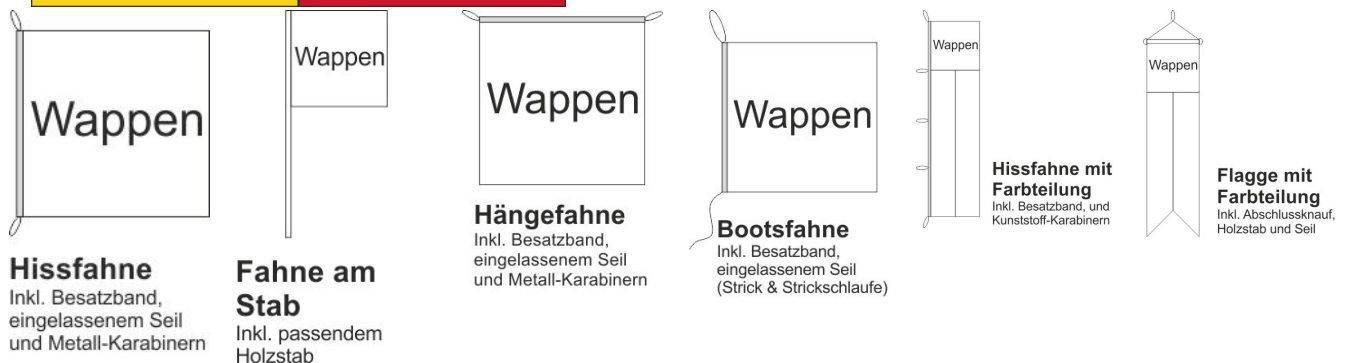 Wappen
Hissfahne
Inkl. Besatzband,
eingelassenem Seil
und Metall-Karabinern
Wappen
Fahne am
Stab
Inkl. passendem
Holzstab
Wappen
Hängefahne
Inkl. Besatzband,
eingelassenem Seil
und Metall-Karabinern
Wappen
Bootsfahne
Inkl. Besatzband,
eingelassenem Seil
(Strick & Strickschlaufe)
Wappen
Hissfahne mit
Farbteilung
Inkl. Besatzband, und
Kunststoff-Karabinern
Wappen
Flagge mit
Farbteilung
Inkl. Abschlussknauf,
Holzstab und Seil